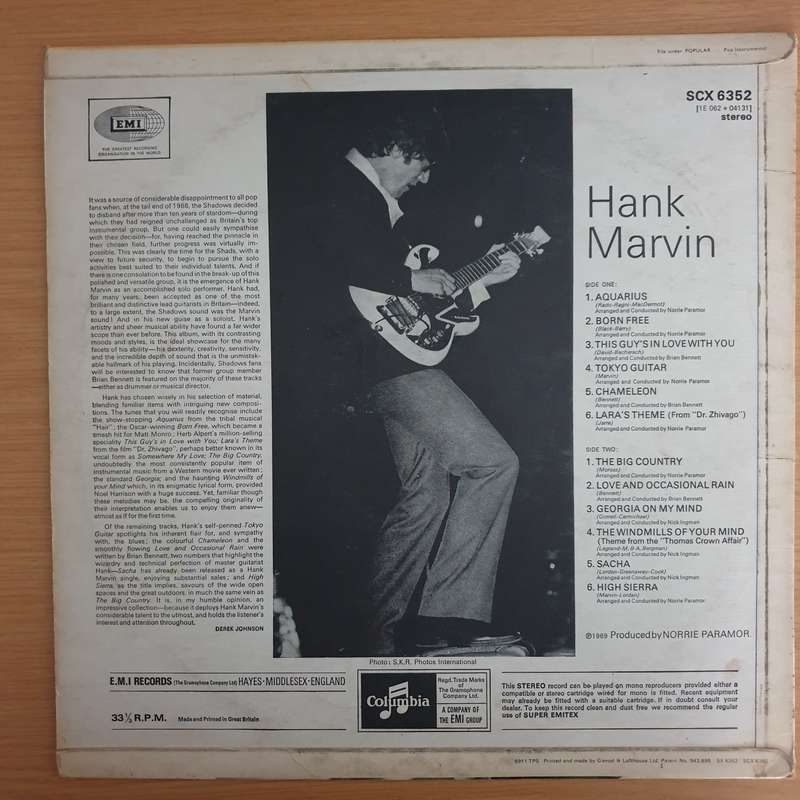 File under POPULAR : Pop Instrumental
EMI
THE GREATEST RECORDING
ORGANISATION IN THE WORLD
SCX 6352
[1E 062 • 04131]
stereo
It was a source of considerable disappointment to all pop
fans when, at the tail end of 1968, the Shadows decided
to disband after more than ten years of stardom—during
which they had reigned unchallenged as Britain's top
instrumental group. But one could easily sympathise
with their decision—for, having reached the pinnacle in
their chosen field, further progress was virtually im-
possible. This was clearly the time for the Shads, with a
view to future security, to begin to pursue the solo
activities best suited to their individual talents. And if
there is one consolation to be found in the break-up of this
polished and versatile group, it is the emergence of Hank
Marvin as an accomplished solo performer. Hank had,
for many years, been accepted as one of the most
brilliant and distinctive lead guitarists in Britain—indeed,
to a large extent, the Shadows sound was the Marvin
sound! And in his new guise as a soloist, Hank's
artistry and sheer musical ability have found a far wider
scope than ever before. This album, with its contrasting
moods and styles, is the ideal showcase for the many
facets of his ability—his dexterity, creativity, sensitivity,
and the incredible depth of sound that is the unmistak-
able hallmark of his playing. Incidentally, Shadows fans
will be interested to know that former group member
Brian Bennett is featured on the majority of these tracks
—either as drummer or musical director.
Hank has chosen wisely in his selection of material,
blending familiar items with intriguing new composi-
tions. The tunes that you will readily recognise include
the show-stopping Aquarius from the tribal musical
"Hair"; the Oscar-winning Born Free, which became a
smash hit for Matt Monro; Herb Alpert's million-selling
speciality This Guy's in Love with You; Lara's Theme
from the film "Dr. Zhivago", perhaps better known in its
vocal form as Somewhere My Love; The Big Country,
undoubtedly the most consistently popular item of
instrumental music from a Western movie ever written;
the standard Georgia; and the haunting Windmills of
your Mind which, in its enigmatic lyrical form, provided
Noel Harrison with a huge success. Yet, familiar though
these melodies may be, the compelling originality of
their interpretation enables us to enjoy them anew—
almost as if for the first time.
Of the remaining tracks, Hank's self-penned Tokyo
Guitar spotlights his inherent flair for, and sympathy
with, the blues; the colourful Chameleon and the
smoothly flowing Love and Occasional Rain were
written by Brian Bennett, two numbers that highlight the
wizardry and technical perfection of master guitarist
Hank—Sacha has already been released as a Hank
Marvin single, enjoying substantial sales; and High
Sierra, as the title implies, savours of the wide open
spaces and the great outdoors, in much the same vein as
The Big Country. It is, in my humble opinion, an
impressive collection—because it deploys Hank Marvin's
considerable talent to the utmost, and holds the listener's
interest and attention throughout.
DEREK JOHNSON
Hank
Marvin
SIDE ONE:
1. AQUARIUS
(Rado-Ragni-MacDermot)
Arranged and Conducted by Norrie Paramor
2. BORN FREE
(Black-Barry)
Arranged and Conducted by Norrie Paramor
3. THIS GUY'S IN LOVE WITH YOU
(David-Bacharach)
Arranged and Conducted by Brian Bennett
4. TOKYO GUITAR
(Marvin)
Arranged and Conducted by Norrie Paramor
5. CHAMELEON
(Bennett)
Arranged and Conducted by Brian Bennett
6. LARA'S THEME (From "Dr. Zhivago")
(Jarre)
Arranged and Conducted by Norrie Paramor
SIDE TWO:
1. THE BIG COUNTRY
(Moross)
Arranged and Conducted by Norrie Paramor
2. LOVE AND OCCASIONAL RAIN
(Bennett)
Arranged and Conducted by Brian Bennett
3. GEORGIA ON MY MIND
(Gorrell-Carmichael)
Arranged and Conducted by Nick Ingman
4. THE WINDMILLS OF YOUR MIND
(Theme from the "Thomas Crown Affair")
(Legrand-M. & A. Bergman)
Arranged and Conducted by Nick Ingman
5. SACHA
(Lordan-Greenaway-Cook)
Arranged and Conducted by Nick Ingman
6. HIGH SIERRA
(Marvin-Lordan)
Arranged and Conducted by Norrie Paramor
℗1969 Produced by NORRIE PARAMOR.
Photo: S.K.R. Photos International
E.M.I RECORDS (The Gramophone Company Ltd) HAYES·MIDDLESEX·ENGLAND
33⅓ R.P.M. Made and Printed in Great Britain
Columbia
Regd. Trade Marks
of The Gramophone
Company Ltd.
A COMPANY OF
THE EMI GROUP
This STEREO record can be played on mono reproducers provided either a
compatible or stereo cartridge wired for mono is fitted. Recent equipment
may already be fitted with a suitable cartridge. If in doubt consult your
dealer. To keep this record clean and dust free we recommend the regular
use of SUPER EMITEX
6911 TPS Printed and made by Garrod & Lofthouse Ltd. Patent No. 943,895 SX 6352 SCX 6352